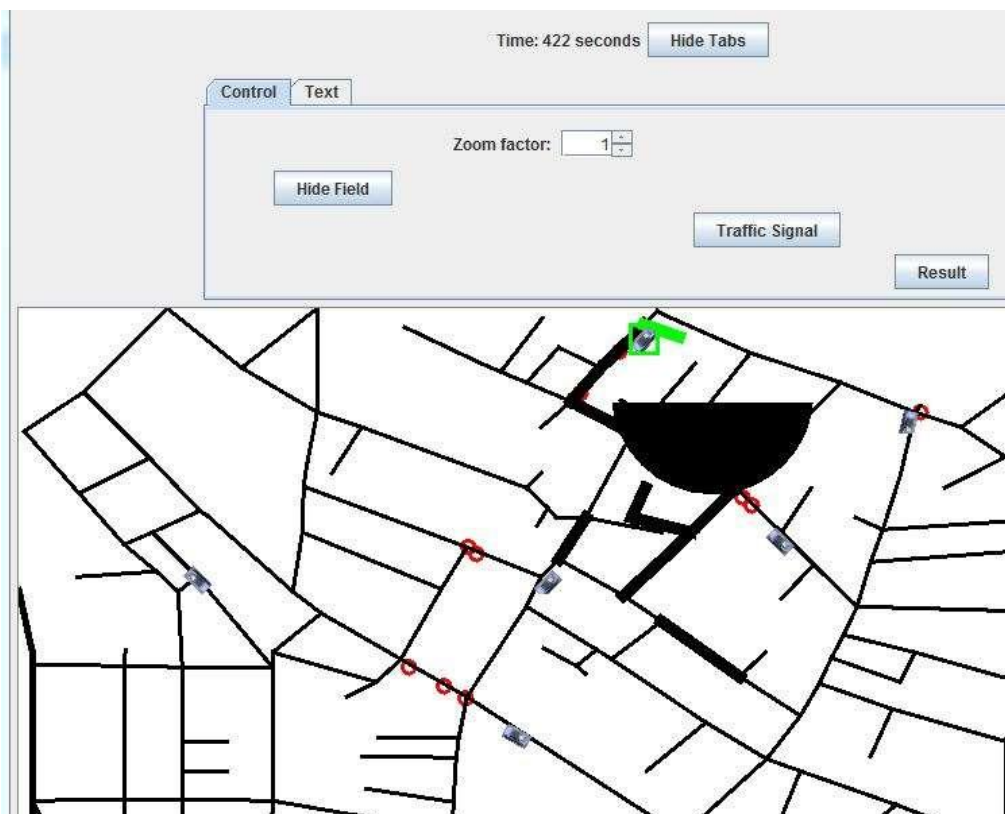 Time: 422 seconds Hide Tabs
Control Text
Zoom factor: 1
Hide Field
Traffic Signal
Result